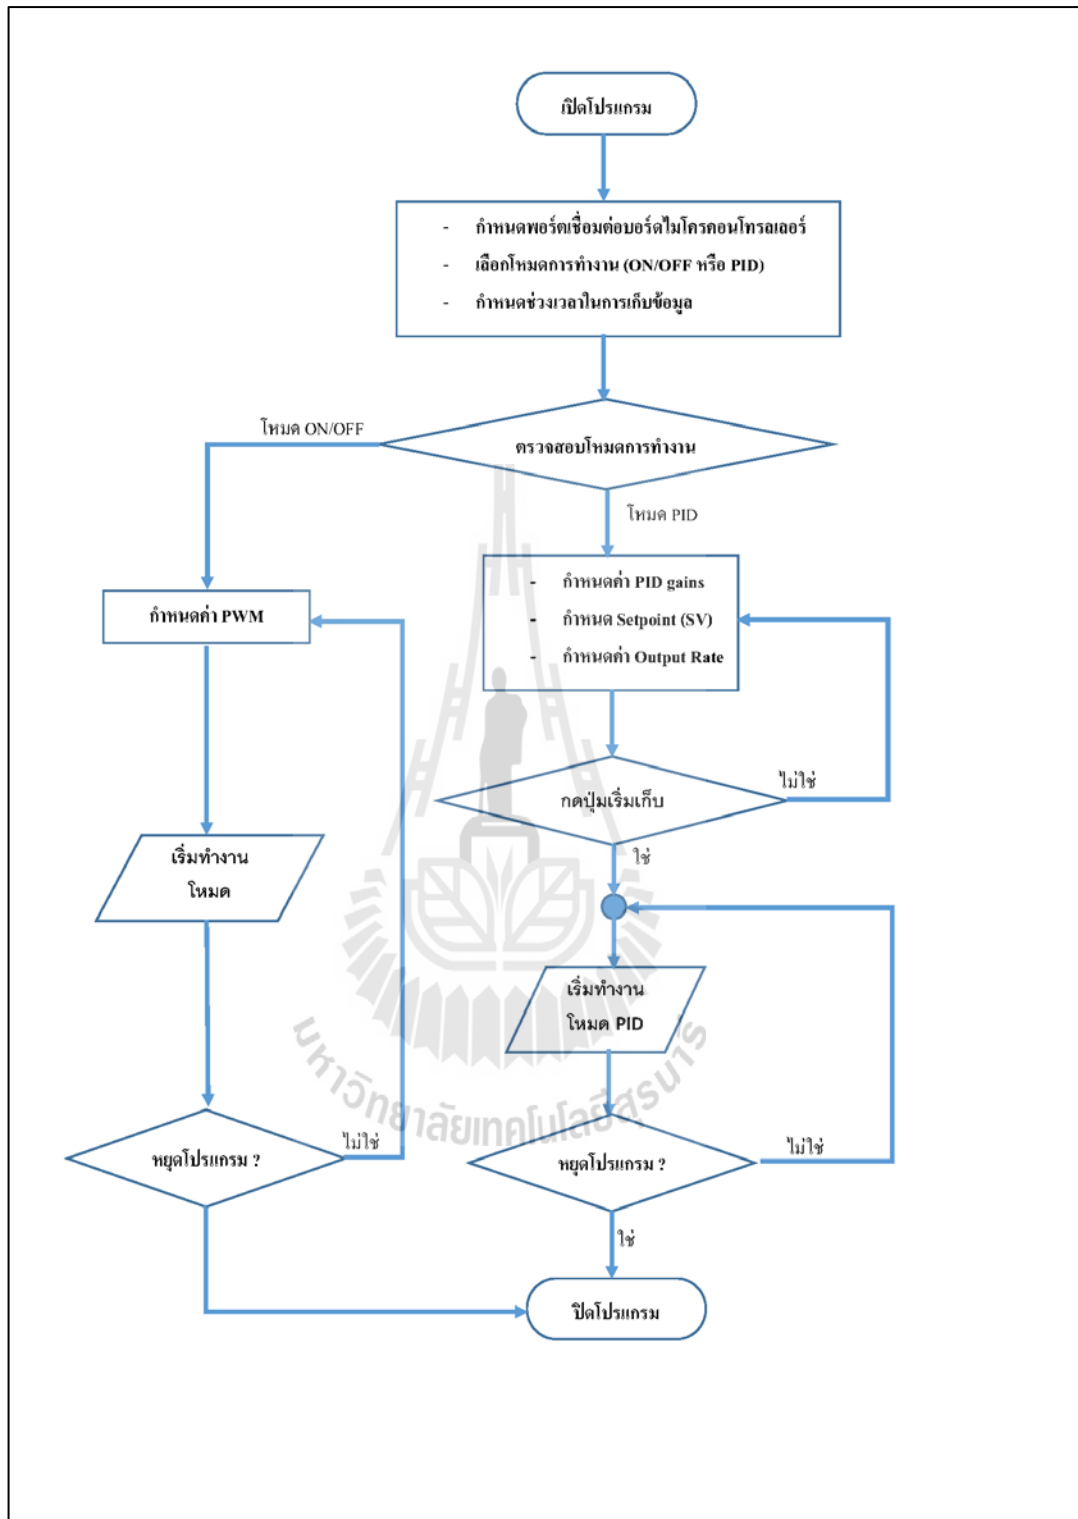 เปิดโปรแกรม
- กำหนดพอร์ตเชื่อมต่อบอร์ดไมโครคอนโทรลเลอร์
- เลือกโหมดการทำงาน (ON/OFF หรือ PID)
- กำหนดช่วงเวลาในการเก็บข้อมูล
โหมด ON/OFF
ตรวจสอบโหมดการทำงาน
โหมด PID
กำหนดค่า PWM
- กำหนดค่า PID gains
- กำหนด Setpoint (SV)
- กำหนดค่า Output Rate
กดปุ่มเริ่มเก็บ
ไม่ใช่
ใช่
เริ่มทำงาน
โหมด
เริ่มทำงาน
โหมด PID
มหาวิทยาลัยเทคโนโลยีสุรนารี
หยุดโปรแกรม ?
ไม่ใช่
หยุดโปรแกรม ?
ไม่ใช่
ใช่
ปิดโปรแกรม